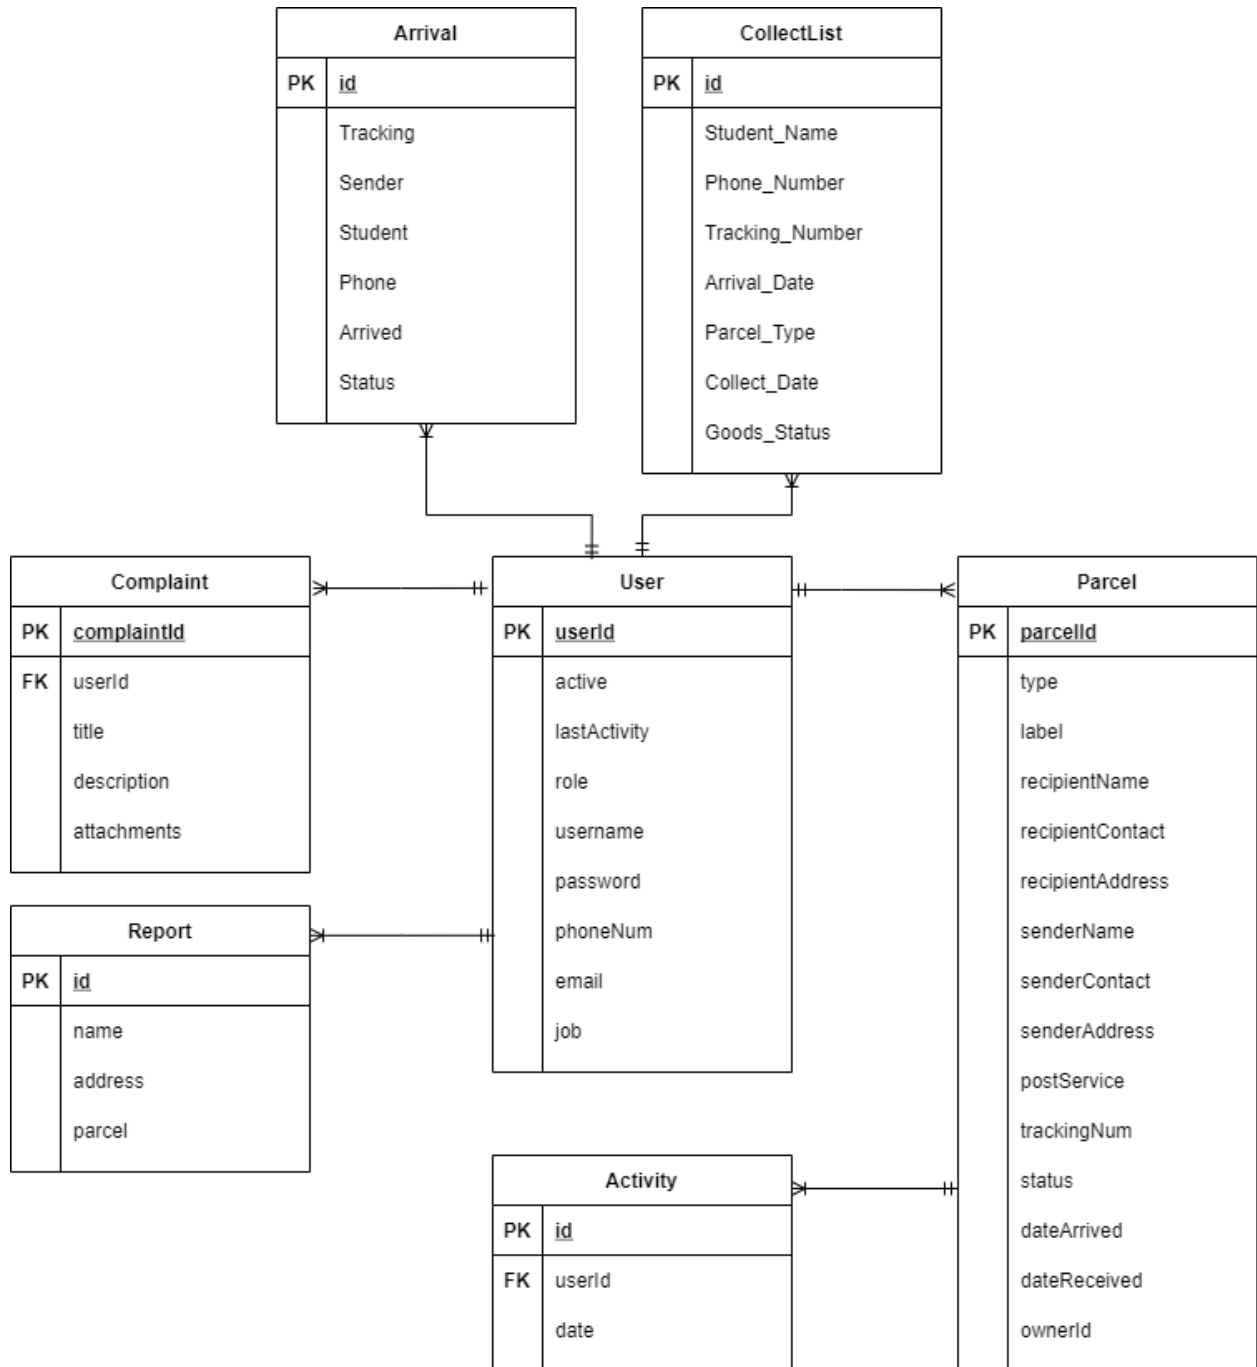 Arrival
PK id
Tracking
Sender
Student
Phone
Arrived
Status
CollectList
PK id
Student_Name
Phone_Number
Tracking_Number
Arrival_Date
Parcel_Type
Collect_Date
Goods_Status
Complaint
PK complaintId
FK userId
title
description
attachments
User
PK userId
active
lastActivity
role
username
password
phoneNum
email
job
Parcel
PK parcelId
type
label
recipientName
recipientContact
recipientAddress
senderName
senderContact
senderAddress
postService
trackingNum
status
dateArrived
dateReceived
ownerId
Report
PK id
name
address
parcel
Activity
PK id
FK userId
date